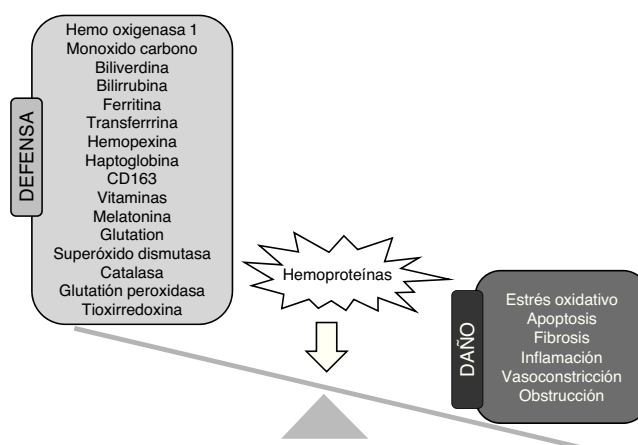 DEFENSA
Hemo oxigenasa 1
Monoxido carbono
Biliverdina
Bilirrubina
Ferritina
Transferrrina
Hemopexina
Haptoglobina
CD163
Vitaminas
Melatonina
Glutation
Superóxido dismutasa
Catalasa
Glutatión peroxidasa
Tioxirredoxina
Hemoproteínas
DAÑO
Estrés oxidativo
Apoptosis
Fibrosis
Inflamación
Vasoconstricción
Obstrucción